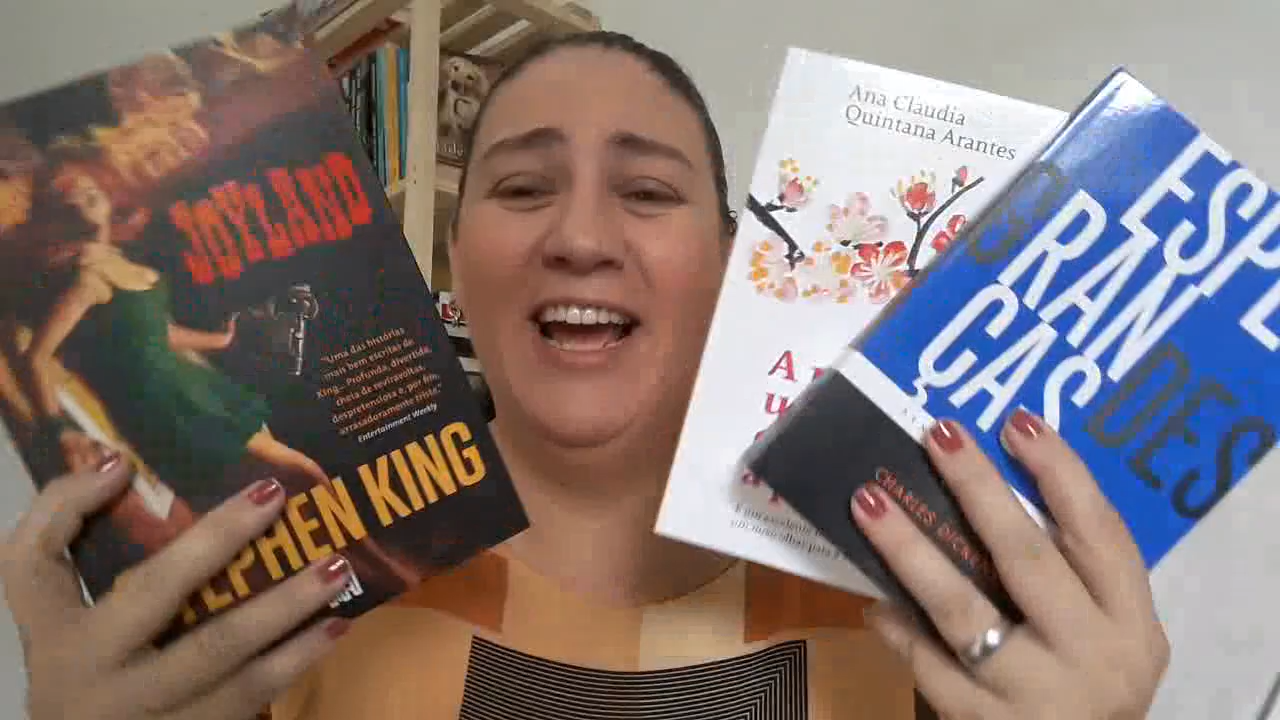 JOYLAND
"Uma das histórias
mais bem escritas de
King – Profunda, divertida,
cheia de reviravoltas,
despretensiosa e, por fim,
arrasadoramente triste."
Entertainment Weekly
STEPHEN KING
Ana Claudia
Quintana Arantes
A
u
ESPE
RAN
ÇAS
DES
CHARLES DICKENS